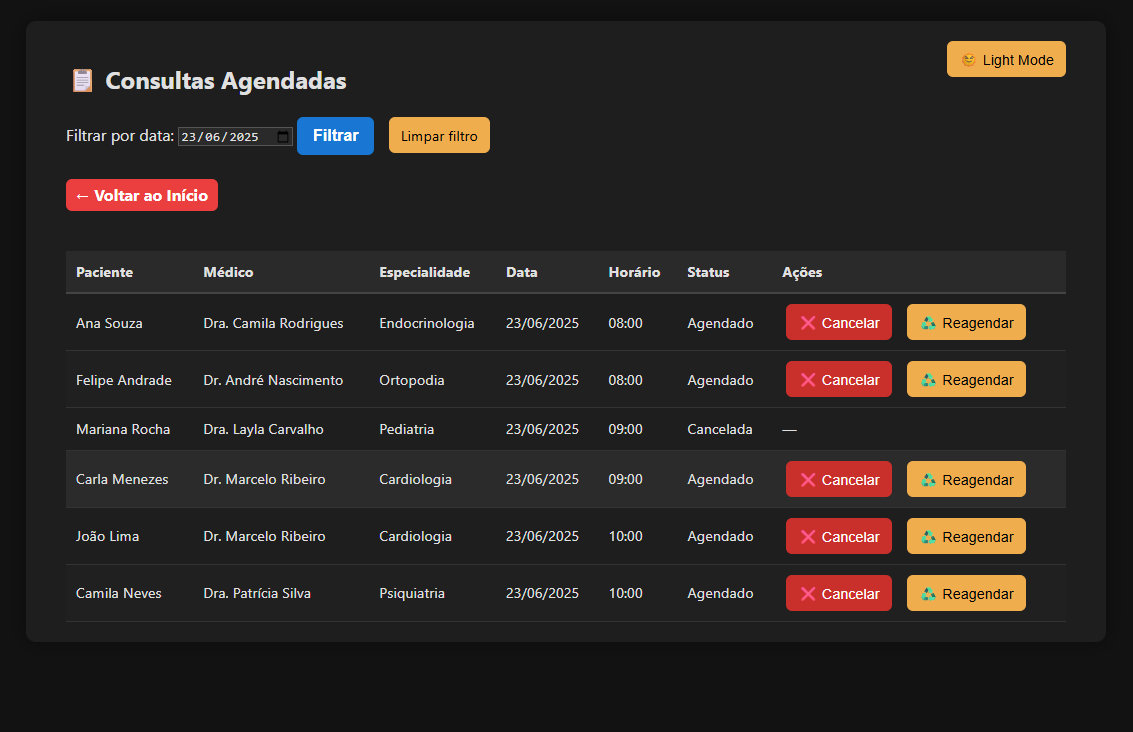 Light Mode
Consultas Agendadas
Filtrar por data: 23/06/2025 Filtrar Limpar filtro
← Voltar ao Início
Paciente Médico Especialidade Data Horário Status Ações
Ana Souza Dra. Camila Rodrigues Endocrinologia 23/06/2025 08:00 Agendado Cancelar Reagendar
Felipe Andrade Dr. André Nascimento Ortopodia 23/06/2025 08:00 Agendado Cancelar Reagendar
Mariana Rocha Dra. Layla Carvalho Pediatria 23/06/2025 09:00 Cancelada —
Carla Menezes Dr. Marcelo Ribeiro Cardiologia 23/06/2025 09:00 Agendado Cancelar Reagendar
João Lima Dr. Marcelo Ribeiro Cardiologia 23/06/2025 10:00 Agendado Cancelar Reagendar
Camila Neves Dra. Patrícia Silva Psiquiatria 23/06/2025 10:00 Agendado Cancelar Reagendar